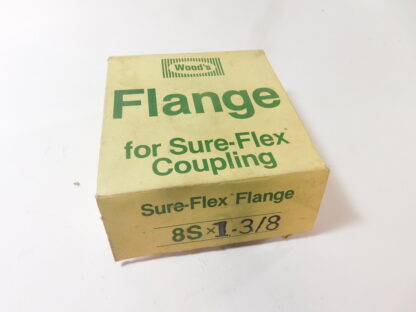 Wood's
Flange
for Sure-Flex
Coupling
Sure-Flex Flange
8S x 1-3/8